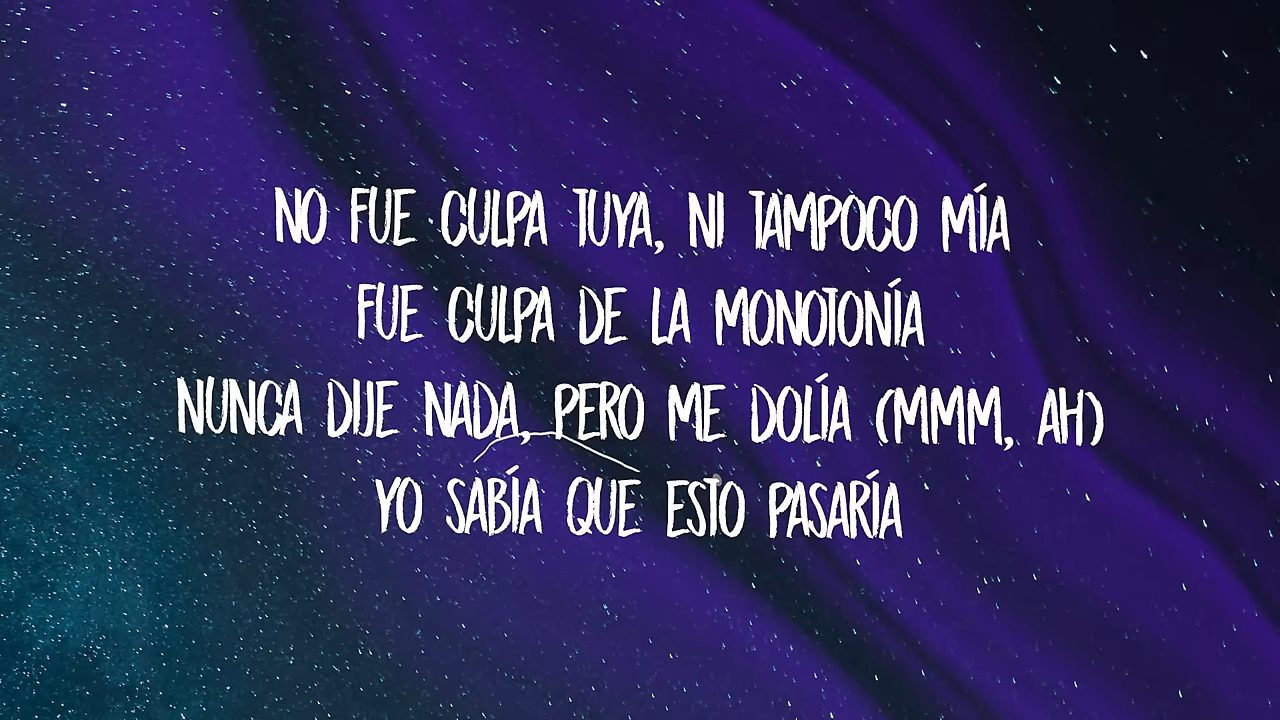 NO FUE CULPA TUYA, NI TAMPOCO MÍA
FUE CULPA DE LA MONOTONÍA
NUNCA DIJE NADA, PERO ME DOLÍA (MMM, AH)
YO SABÍA QUE ESTO PASARÍA